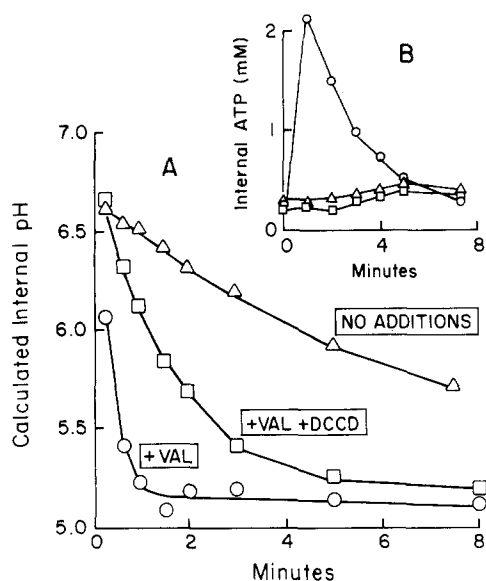 B
Internal ATP (mM)
2
1
0
0
4
8
Minutes
A
Calculated Internal pH
7.0
6.5
6.0
5.5
5.0
NO ADDITIONS
+VAL +DCCD
+VAL
0
2
4
6
8
Minutes